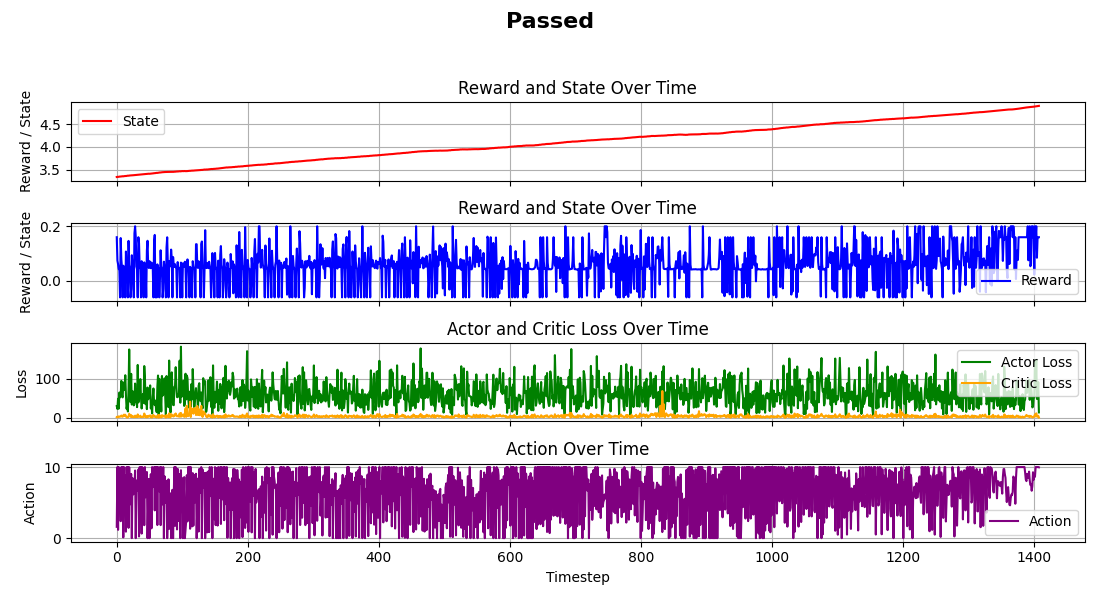 Passed
Reward and State Over Time
Reward / State
4.5
4.0
3.5
State
Reward and State Over Time
Reward / State
0.2
0.0
Reward
Actor and Critic Loss Over Time
Loss
100
0
Actor Loss
Critic Loss
Action Over Time
Action
10
0
Action
0 200 400 600 800 1000 1200 1400
Timestep